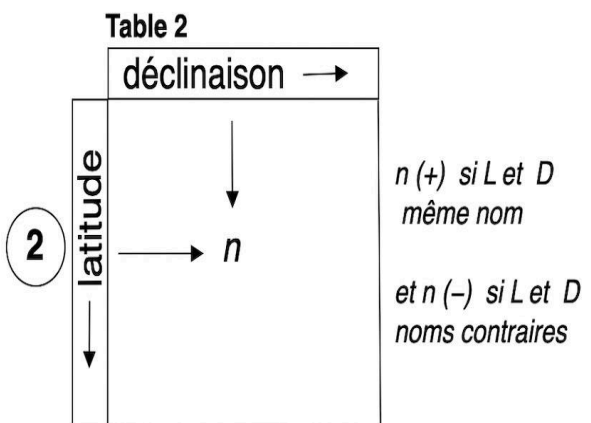 Table 2
déclinaison →
latitude →
2
n
n (+) si L et D
même nom
et n (–) si L et D
noms contraires